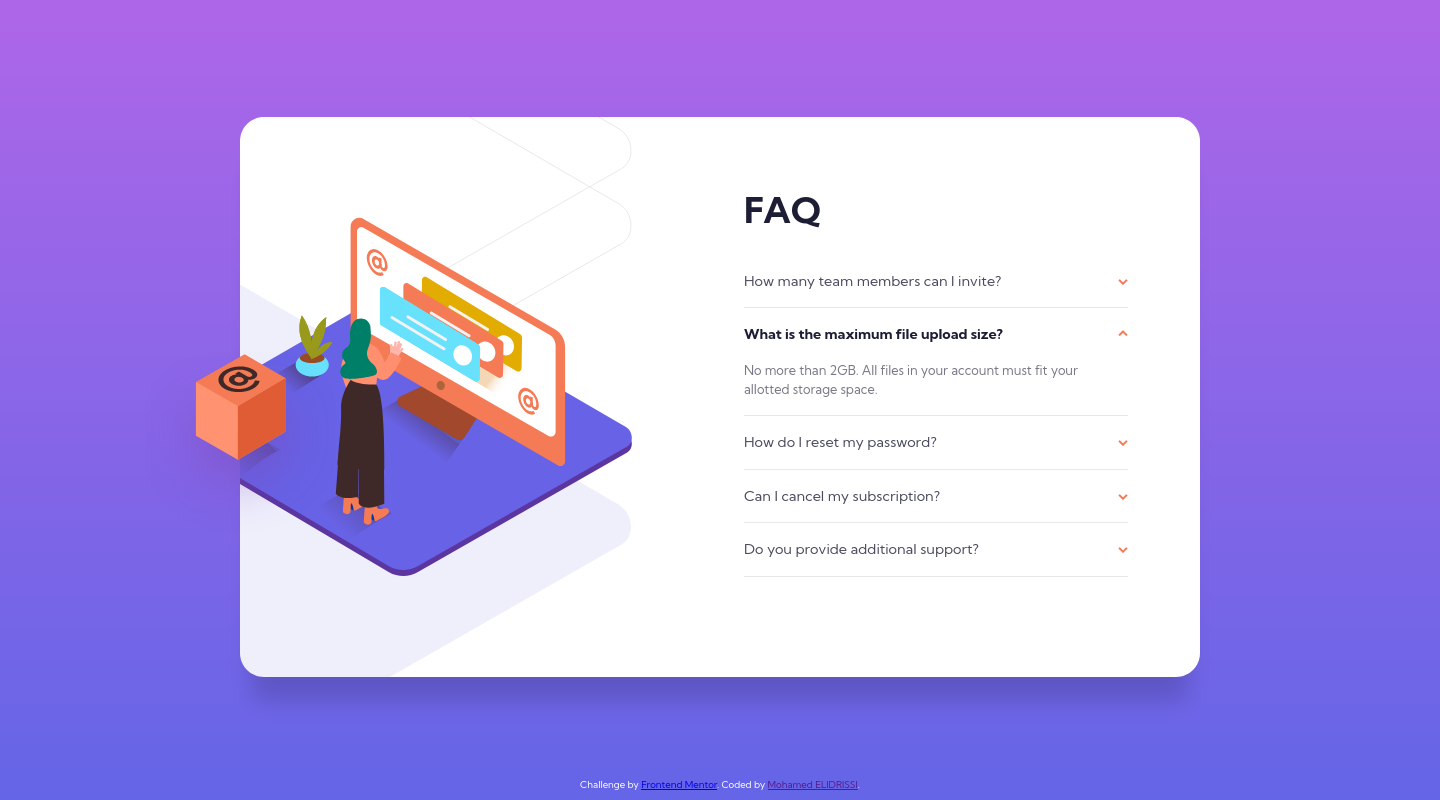 FAQ
How many team members can I invite?
What is the maximum file upload size?
No more than 2GB. All files in your account must fit your
allotted storage space.
How do I reset my password?
Can I cancel my subscription?
Do you provide additional support?
@
@
@
Challenge by Frontend Mentor. Coded by Mohamed ELIDRISSI.